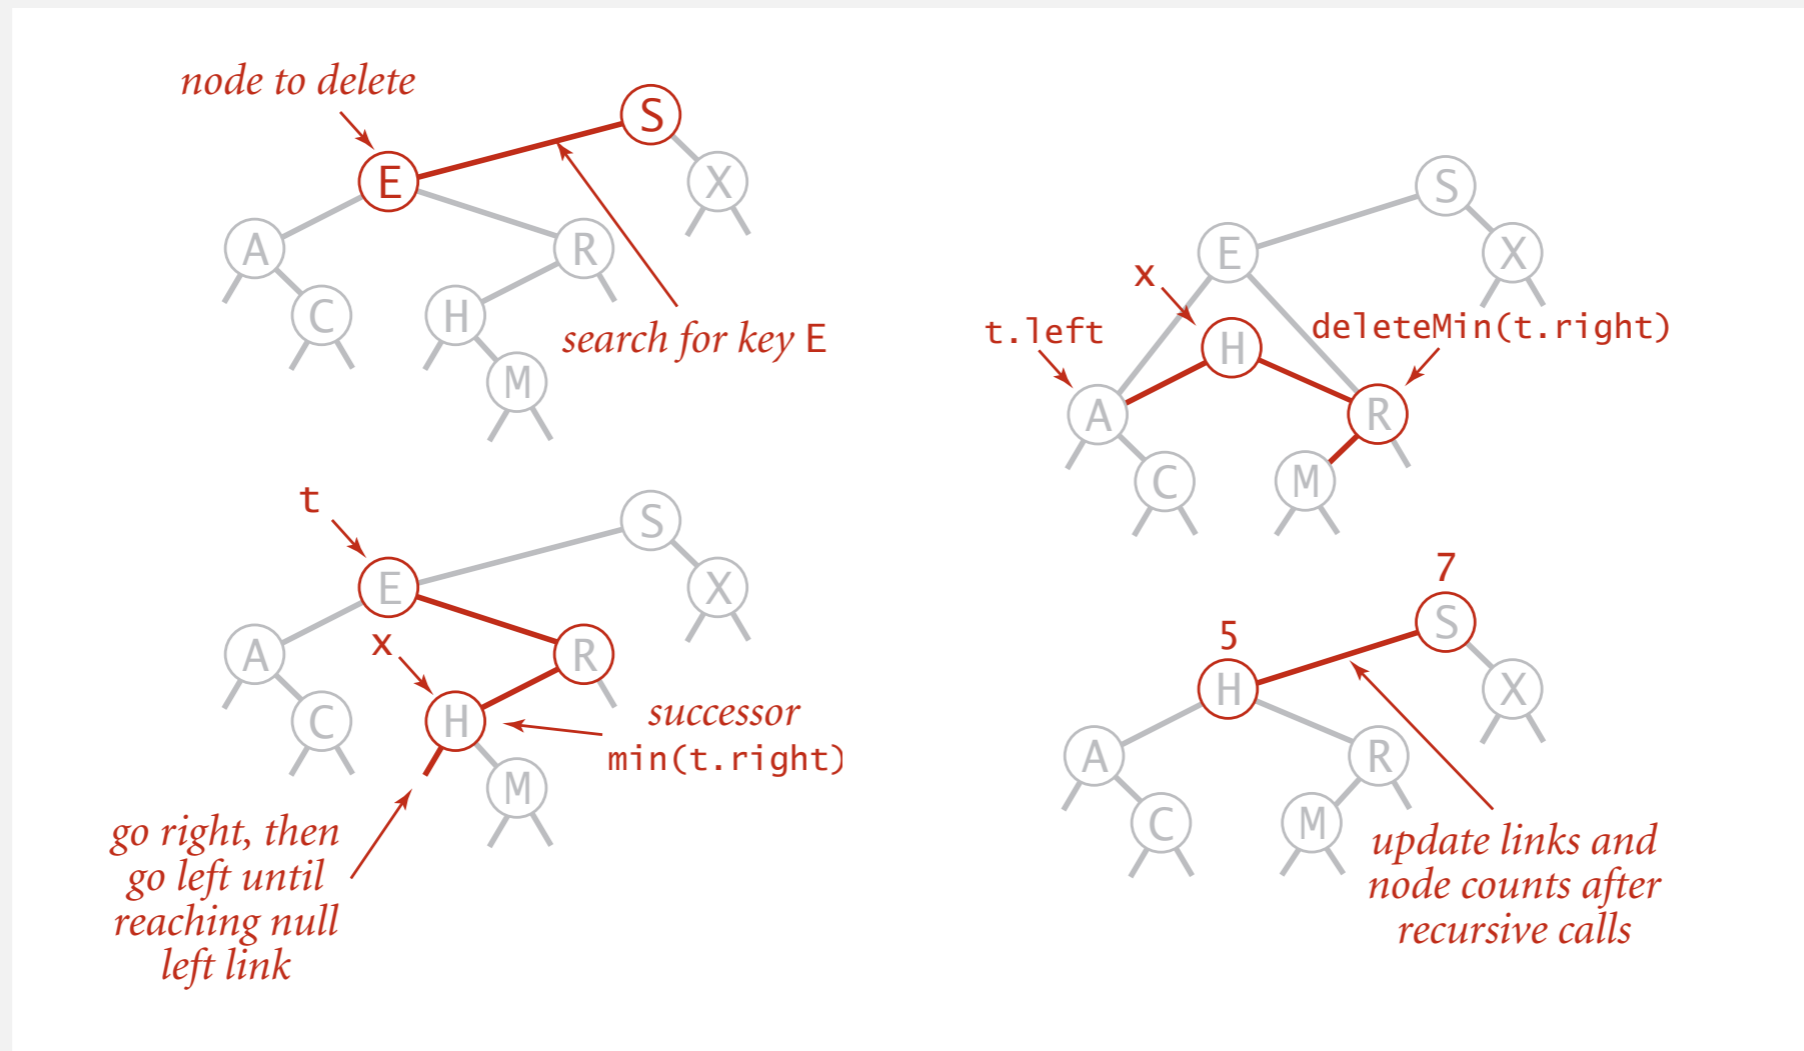 node to delete
S
E
X
A
R
C
H
search for key E
M
t
S
E
X
x
A
R
C
H
successor
min(t.right)
M
go right, then
go left until
reaching null
left link
S
E
X
x
t.left
deleteMin(t.right)
H
A
R
C
M
7
5
S
H
X
A
R
C
M
update links and
node counts after
recursive calls